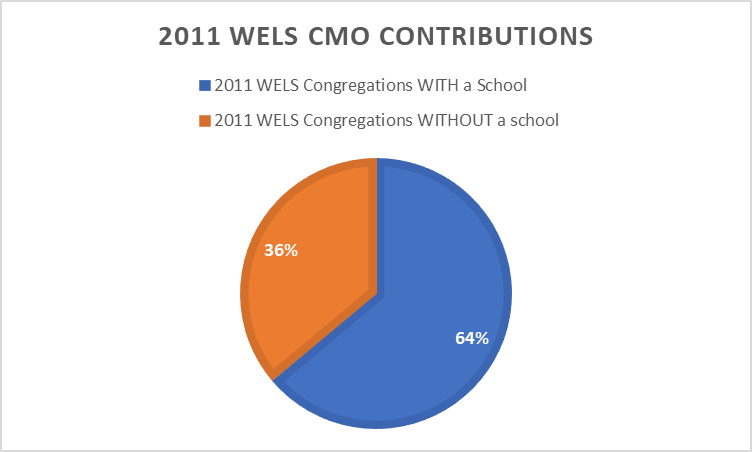 2011 WELS CMO CONTRIBUTIONS
2011 WELS Congregations WITH a School
2011 WELS Congregations WITHOUT a school
36%
64%